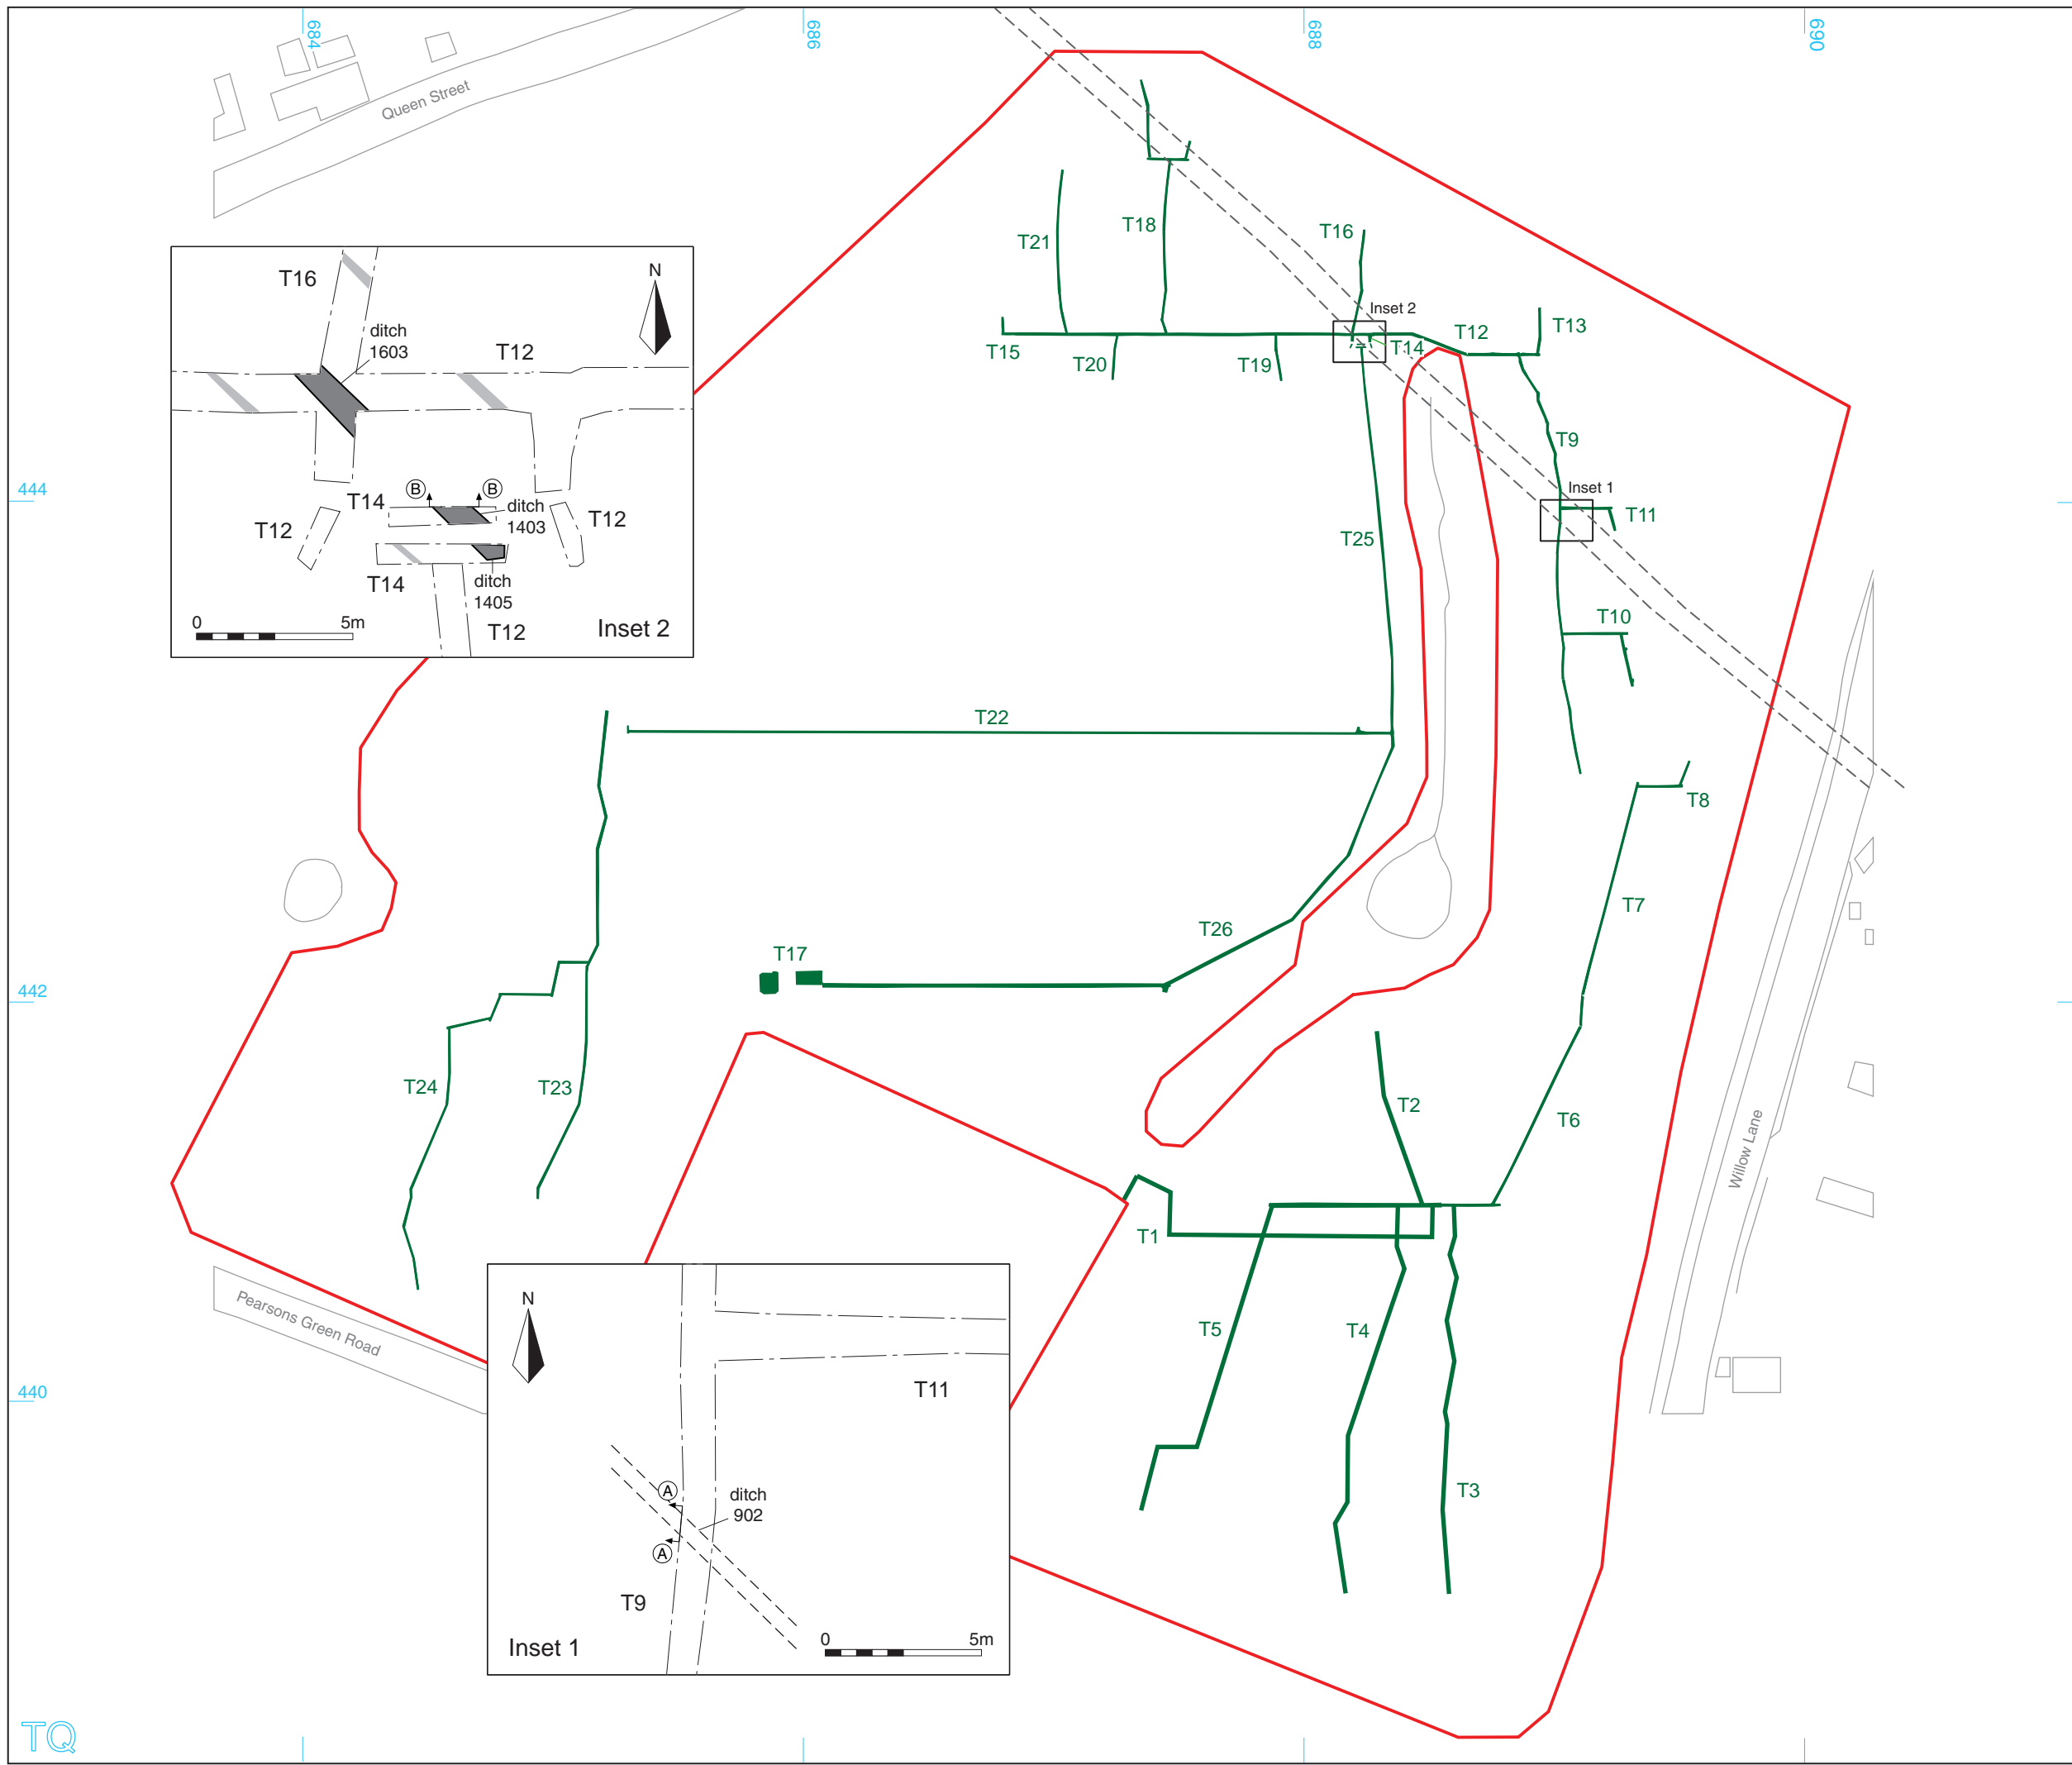 684
686
688
690
Queen Street
T16
T21
T18
T15
T20
T19
Inset 2
T14
T12
T13
T9
444
Inset 1
T11
T25
T10
T16
N
ditch
1603
T12
T14
B
B
ditch
1403
T12
T12
T14
ditch
1405
0
5m
T12
Inset 2
T22
T8
T7
T26
T17
442
T24
T23
T2
T6
Willow Lane
T1
Pearsons Green Road
T5
T4
T3
440
N
T11
A
ditch
902
A
T9
0
5m
Inset 1
TQ